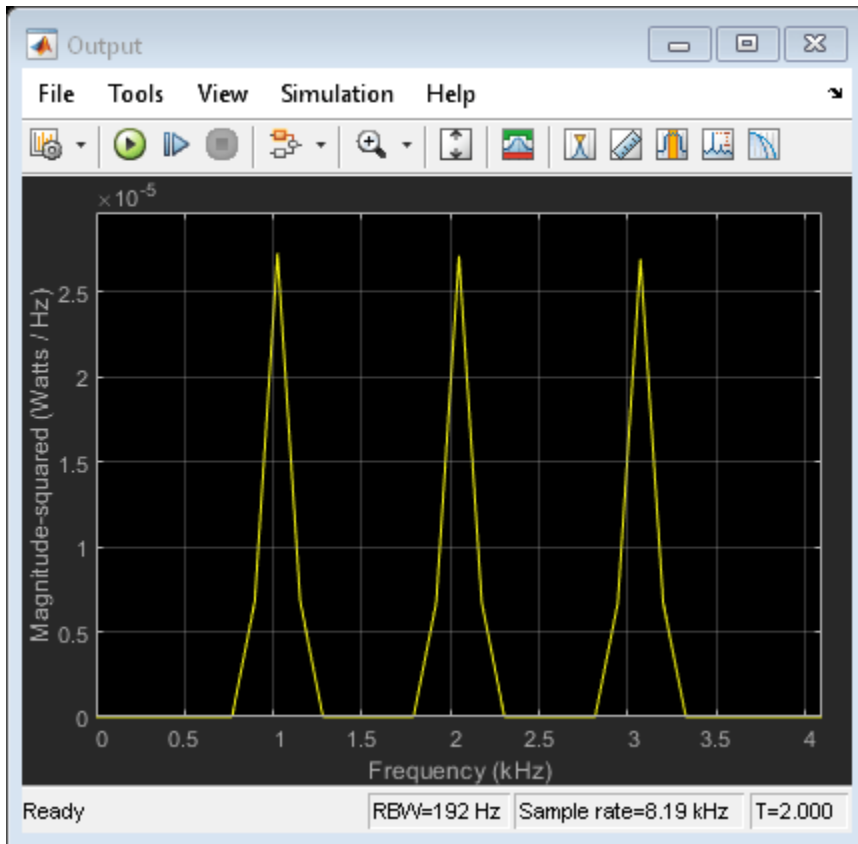 Output
File Tools View Simulation Help
×10-5
Magnitude-squared (Watts / Hz)
2.5
2
1.5
1
0.5
0
0 0.5 1 1.5 2 2.5 3 3.5 4
Frequency (kHz)
Ready RBW=192 Hz Sample rate=8.19 kHz T=2.000